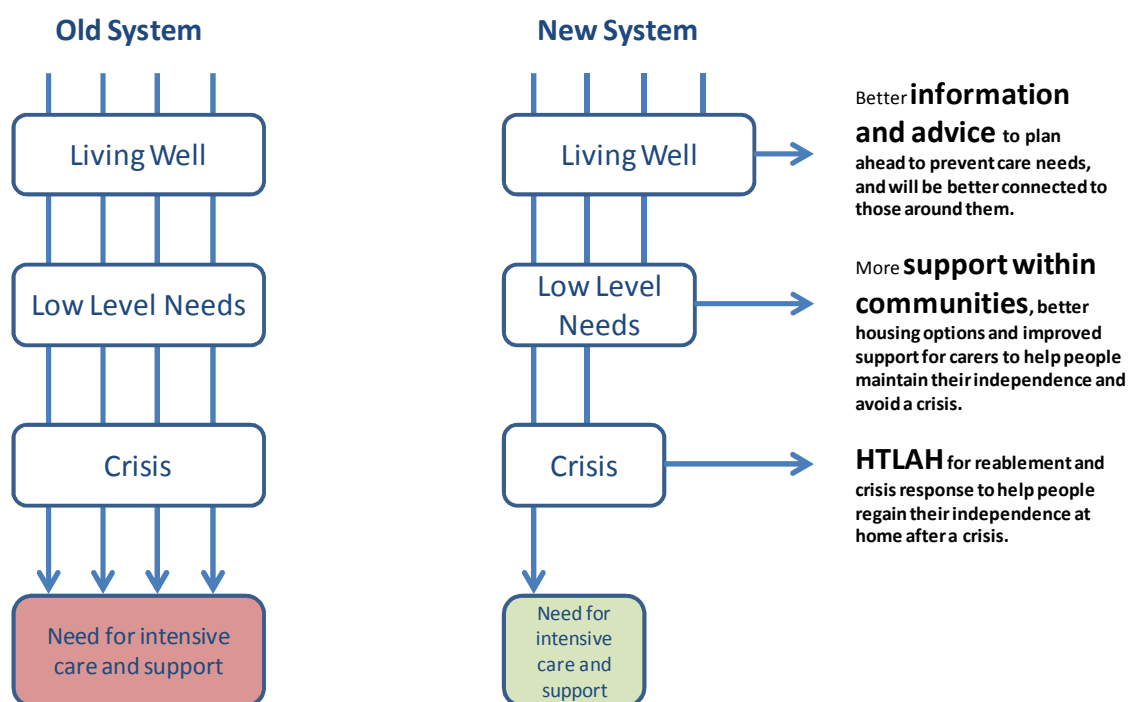 Old System
Living Well
Low Level Needs
Crisis
Need for intensive
care and support
New System
Living Well
Low Level
Needs
Crisis
Need for
intensive
care and
support
Better information
and advice to plan
ahead to prevent care needs,
and will be better connected to
those around them.
More support within
communities, better
housing options and improved
support for carers to help people
maintain their independence and
avoid a crisis.
HTLAH for reablement and
crisis response to help people
regain their independence at
home after a crisis.